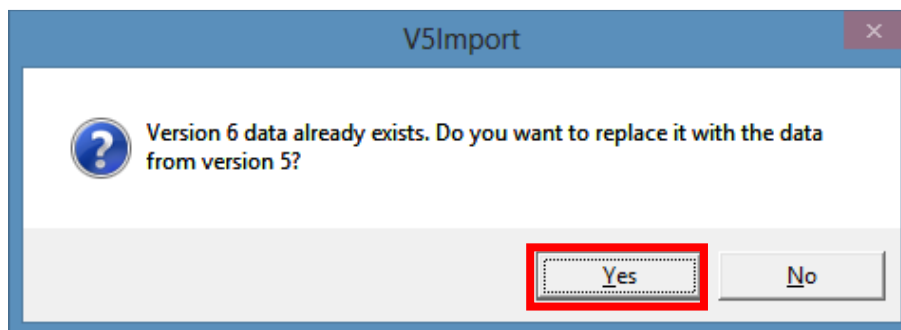 V5Import
Version 6 data already exists. Do you want to replace it with the data
from version 5?
Yes
No